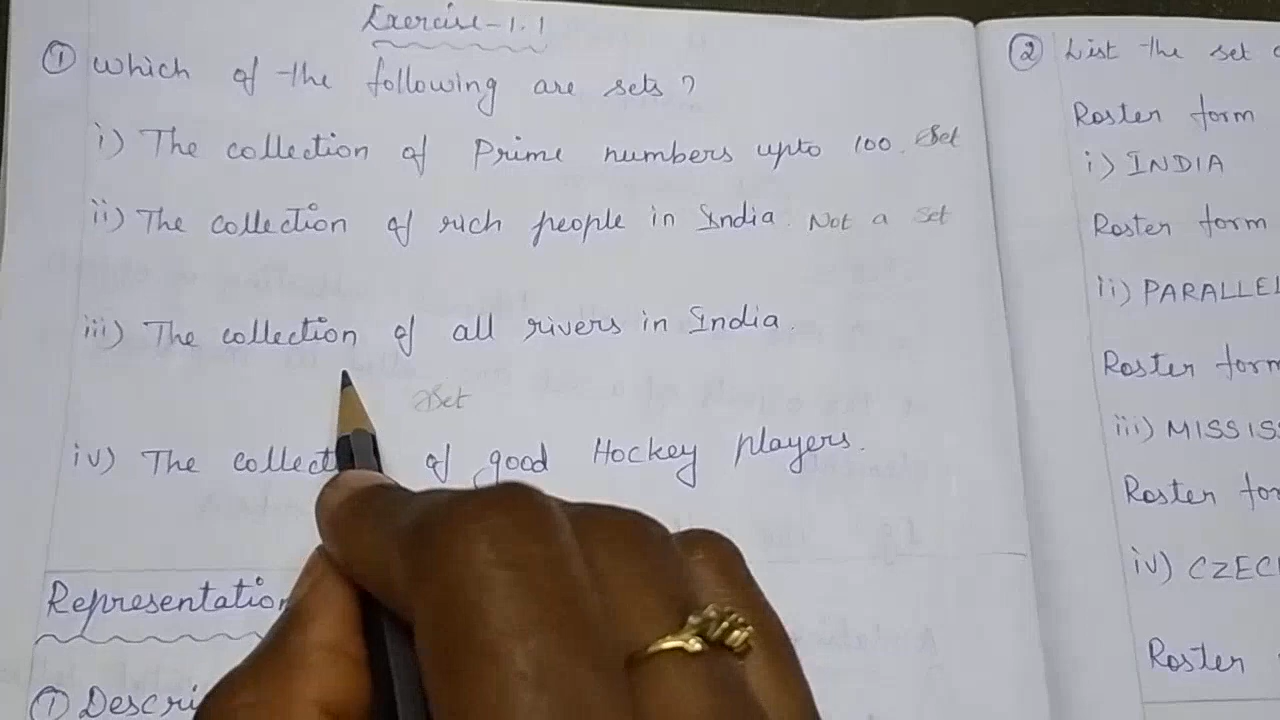 Exercise-1.1
① Which of the following are sets?
i) The collection of Prime numbers upto 100. Set
ii) The collection of rich people in India. Not a set
iii) The collection of all rivers in India.
Set
iv) The collect of good Hockey players.
Representation
① Descri
② List the set
Roster form
i) INDIA
Roster form
ii) PARALLEL
Roster form
iii) MISSIS
Roster for
iv) CZEC
Roster